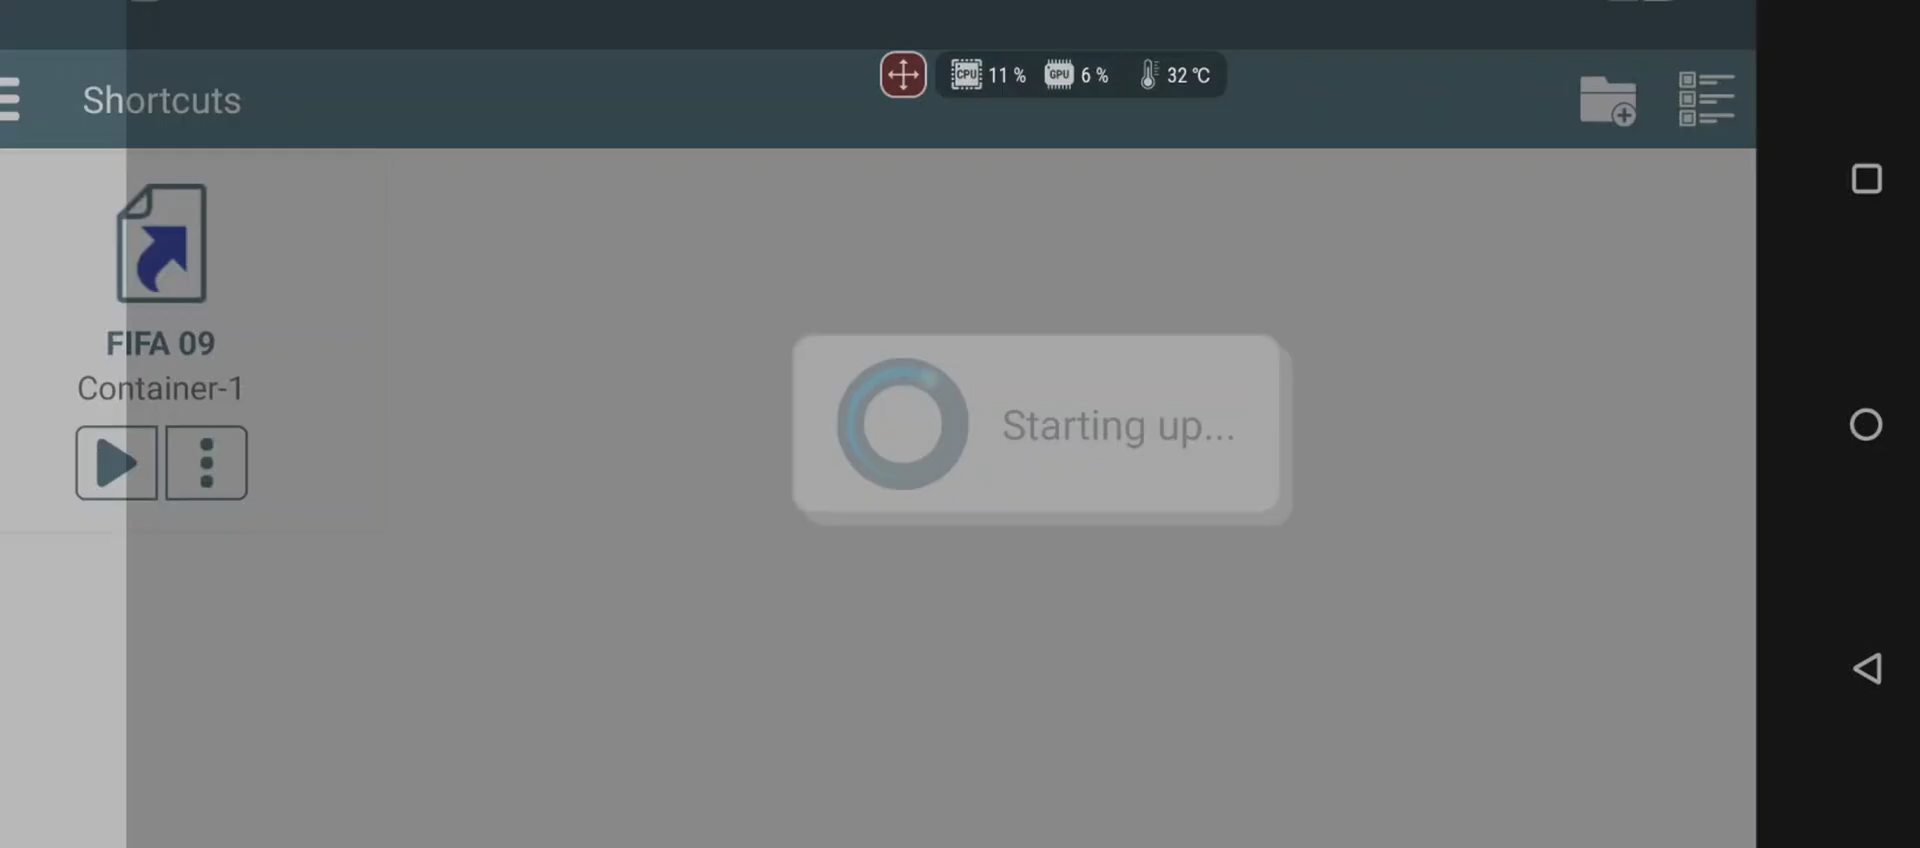 CPU 11 % GPU 6 % 32 °C
Shortcuts
FIFA 09
Container-1
Starting up...